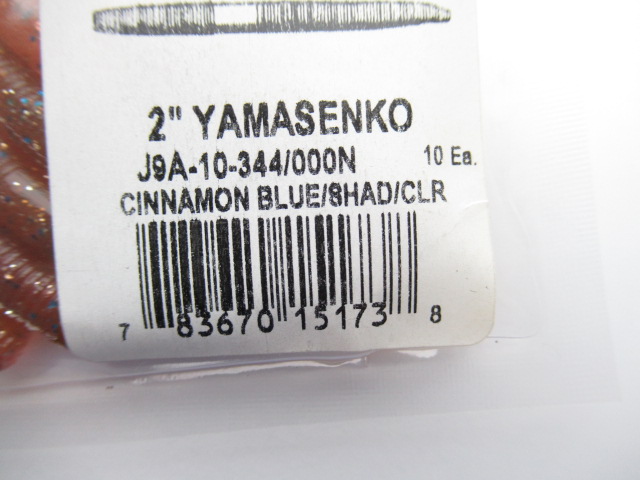 2" YAMASENKO
J9A-10-344/000N 10 Ea.
CINNAMON BLUE/SHAD/CLR
7 83670 15173 8